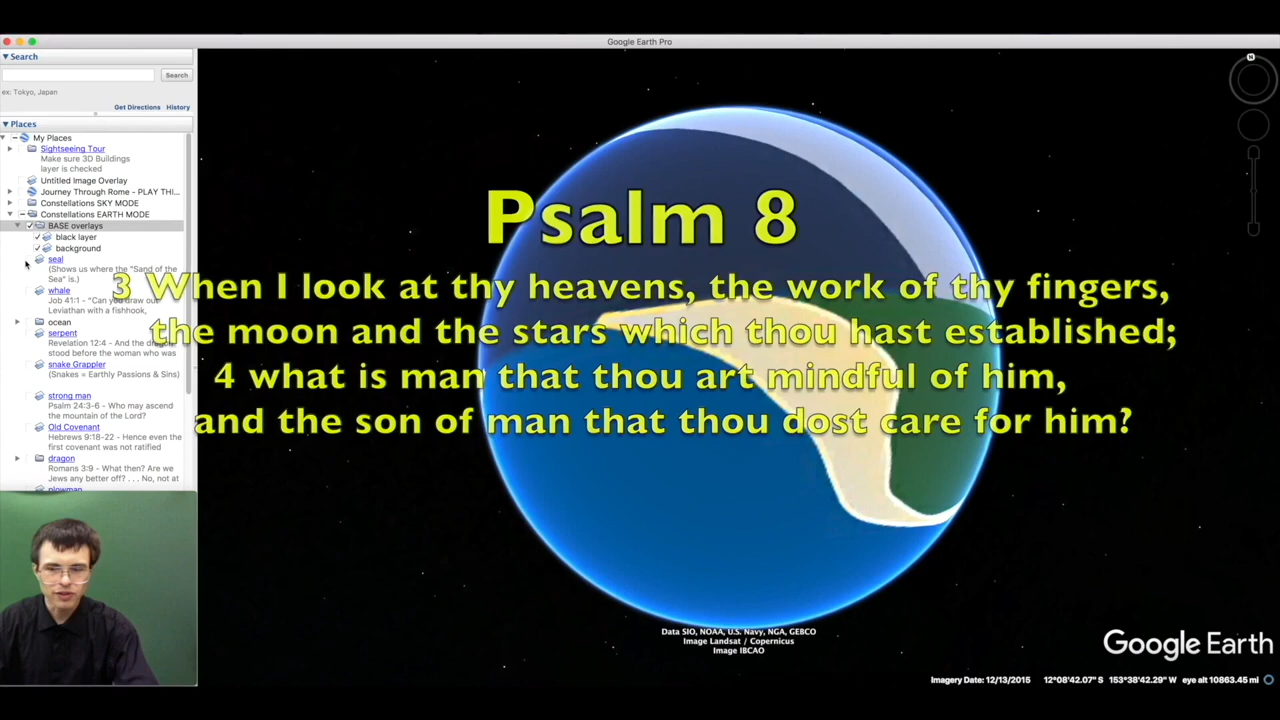 Google Earth Pro
Search
Search
ex: Tokyo, Japan
Get Directions History
Places
My Places
Sightseeing Tour
Make sure 3D Buildings
layer is checked
Untitled Image Overlay
Journey Through Rome - PLAY THI...
Constellations SKY MODE
Constellations EARTH MODE
BASE overlays
black layer
background
seal
(Shows us where the "Sand of the
Sea" is.)
whale
Job 41:1 - "Can you draw out
Leviathan with a fishhook,
ocean
serpent
Revelation 12:4 - And the dragon
stood before the woman who was
snake Grappler
(Snakes = Earthly Passions & Sins)
strong man
Psalm 24:3-6 - Who may ascend
the mountain of the Lord?
Old Covenant
Hebrews 9:18-22 - Hence even the
first covenant was not ratified
dragon
Romans 3:9 - What then? Are we
Jews any better off? . . . No, not at
plowman
Psalm 8
3 When I look at thy heavens, the work of thy fingers,
the moon and the stars which thou hast established;
4 what is man that thou art mindful of him,
and the son of man that thou dost care for him?
N
Data SIO, NOAA, U.S. Navy, NGA, GEBCO
Image Landsat / Copernicus
Image IBCAO
Google Earth
Imagery Date: 12/13/2015 12°08'42.07" S 153°38'42.29" W eye alt 10863.45 mi